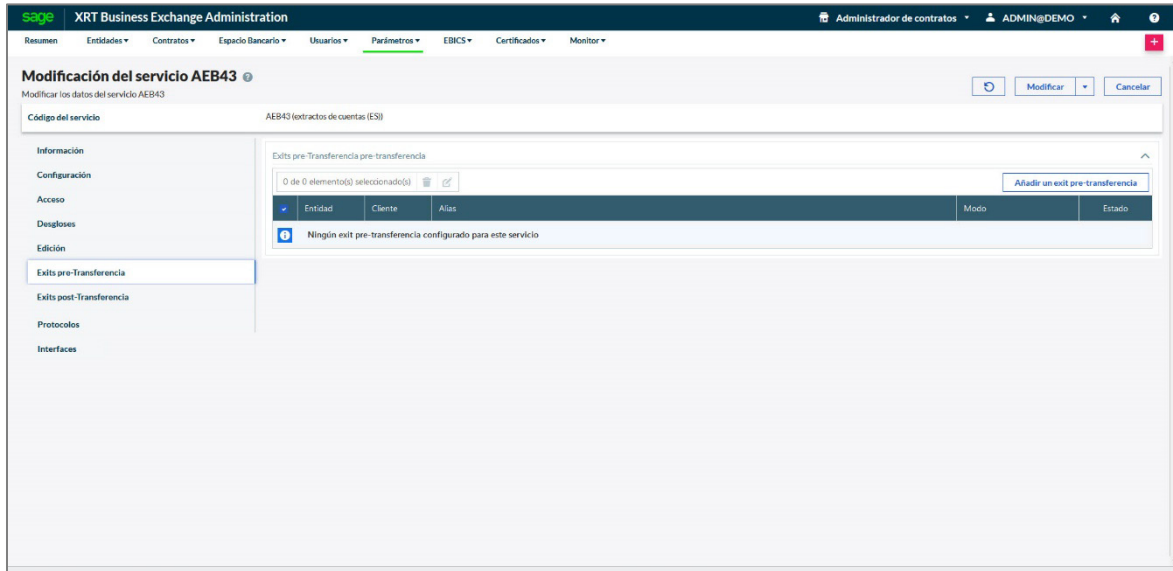 sage XRT Business Exchange Administration Administrador de contratos ADMIN@DEMO
Resumen Entidades Contratos Espacio Bancario Usuarios Parámetros EBICS Certificados Monitor
Modificación del servicio AEB43
Modificar los datos del servicio AEB43
Modificar Cancelar
Código del servicio AEB43 (extractos de cuentas (ES))
Información
Configuración
Acceso
Desgloses
Edición
Exits pre-Transferencia
Exits post-Transferencia
Protocolos
Interfaces
Exits pre-Transferencia pre-transferencia
0 de 0 elemento(s) seleccionado(s) Añadir un exit pre-transferencia
Entidad Cliente Alias Modo Estado
Ningún exit pre-transferencia configurado para este servicio